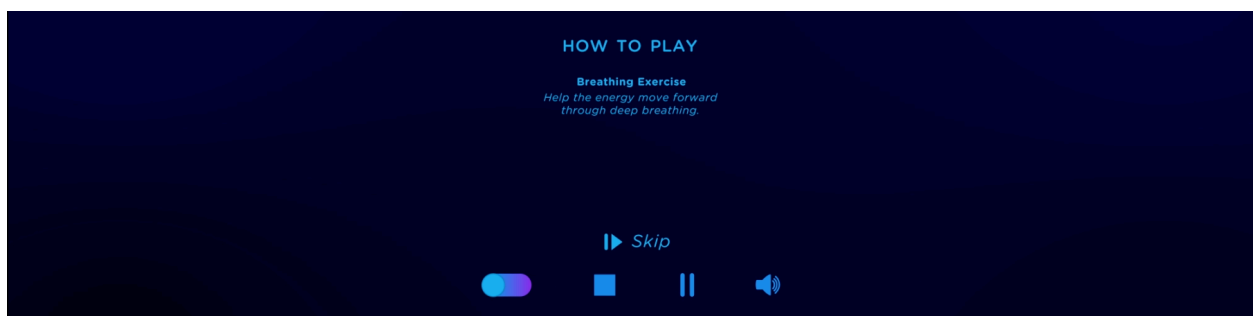 HOW TO PLAY
Breathing Exercise
Help the energy move forward
through deep breathing.
Skip